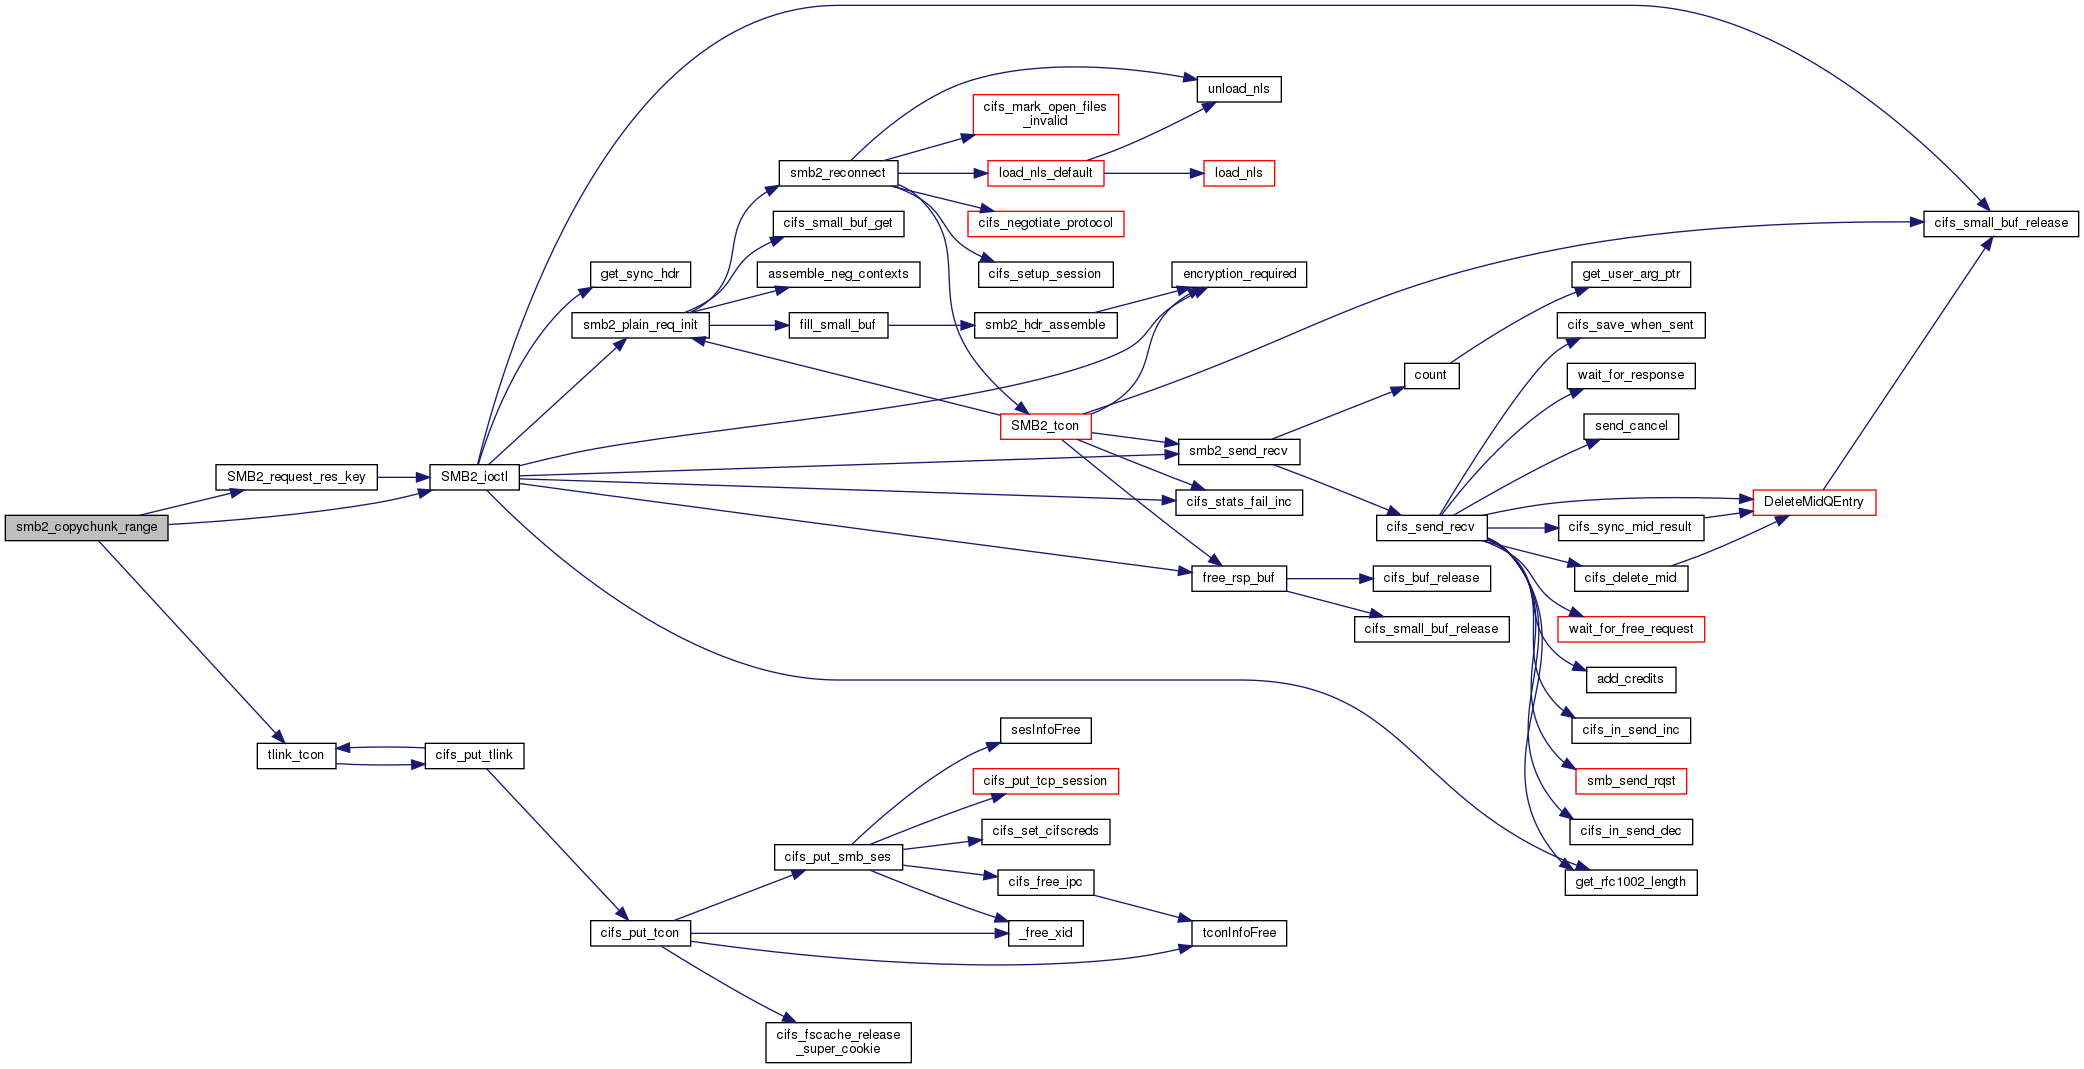 unload_nls
cifs_mark_open_files
_invalid
smb2_reconnect
load_nls_default
load_nls
cifs_small_buf_get
cifs_negotiate_protocol
cifs_small_buf_release
get_sync_hdr
assemble_neg_contexts
cifs_setup_session
encryption_required
get_user_arg_ptr
smb2_plain_req_init
fill_small_buf
smb2_hdr_assemble
cifs_save_when_sent
count
wait_for_response
SMB2_tcon
send_cancel
smb2_send_recv
SMB2_request_res_key
SMB2_ioctl
cifs_stats_fail_inc
DeleteMidQEntry
smb2_copychunk_range
cifs_send_recv
cifs_sync_mid_result
free_rsp_buf
cifs_buf_release
cifs_delete_mid
cifs_small_buf_release
wait_for_free_request
add_credits
sesInfoFree
cifs_in_send_inc
tlink_tcon
cifs_put_tlink
cifs_put_tcp_session
smb_send_rqst
cifs_set_cifscreds
cifs_in_send_dec
cifs_put_smb_ses
cifs_free_ipc
get_rfc1002_length
cifs_put_tcon
_free_xid
tconInfoFree
cifs_fscache_release
_super_cookie